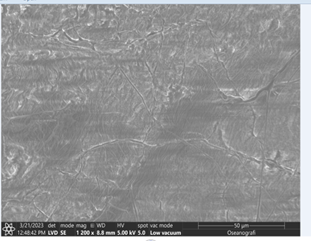 3/21/2023 det mode mag WD HV spot vac mode 50 µm
12:48:42 PM LVD SE 1 200 x 8.8 mm 5.00 kV 5.0 Low vacuum Oceanografi